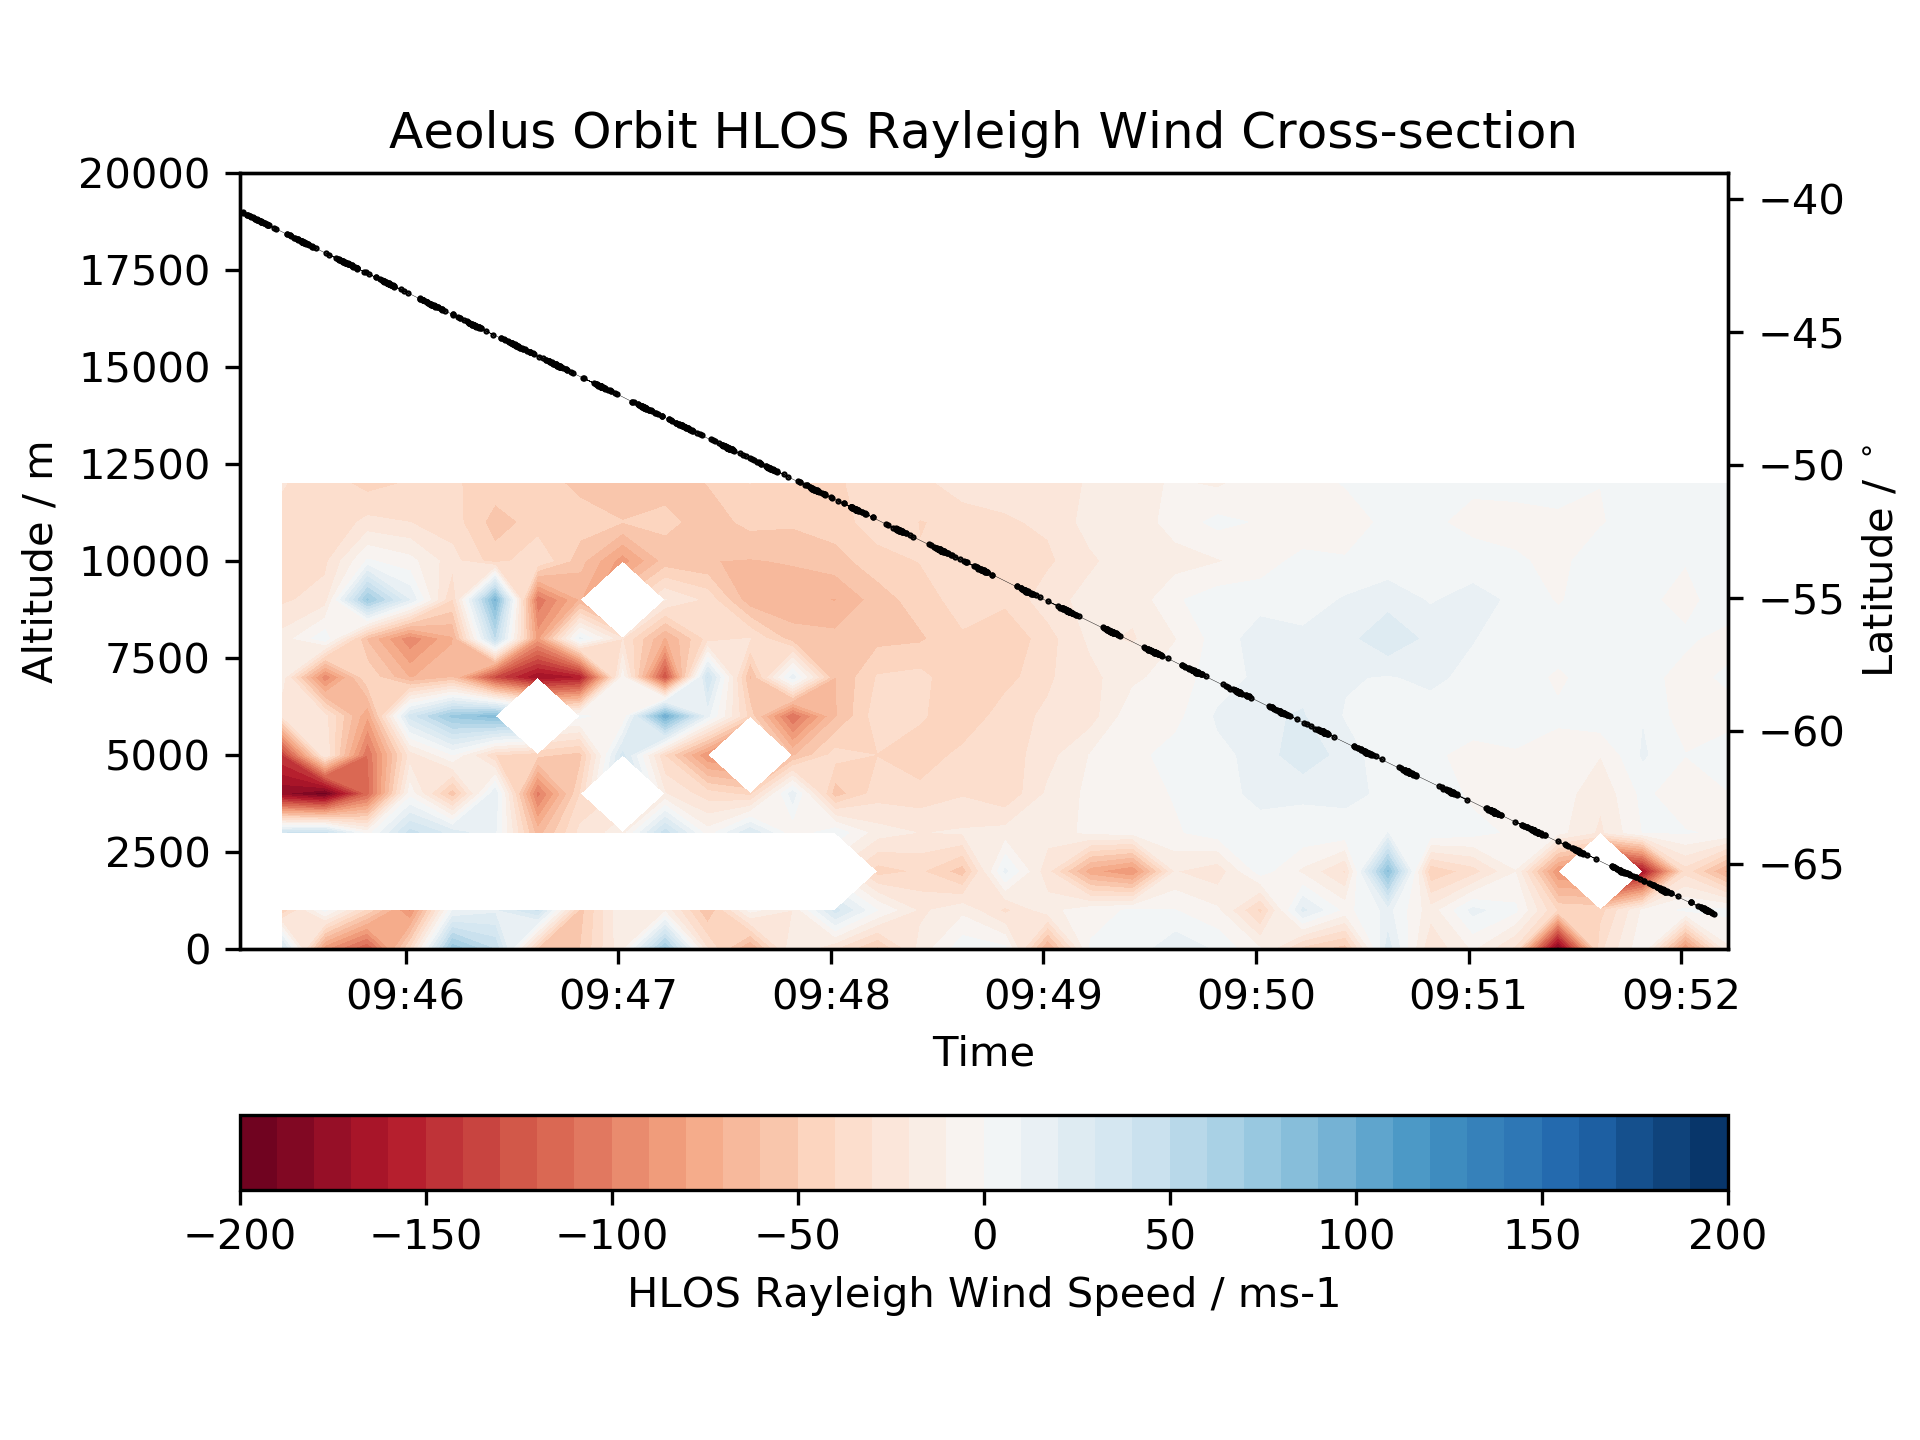 Aeolus Orbit HLOS Rayleigh Wind Cross-section
20000
17500
15000
12500
10000
7500
5000
2500
0
Altitude / m
−40
−45
−50
−55
−60
−65
Latitude / °
09:46 09:47 09:48 09:49 09:50 09:51 09:52
Time
−200 −150 −100 −50 0 50 100 150 200
HLOS Rayleigh Wind Speed / ms-1